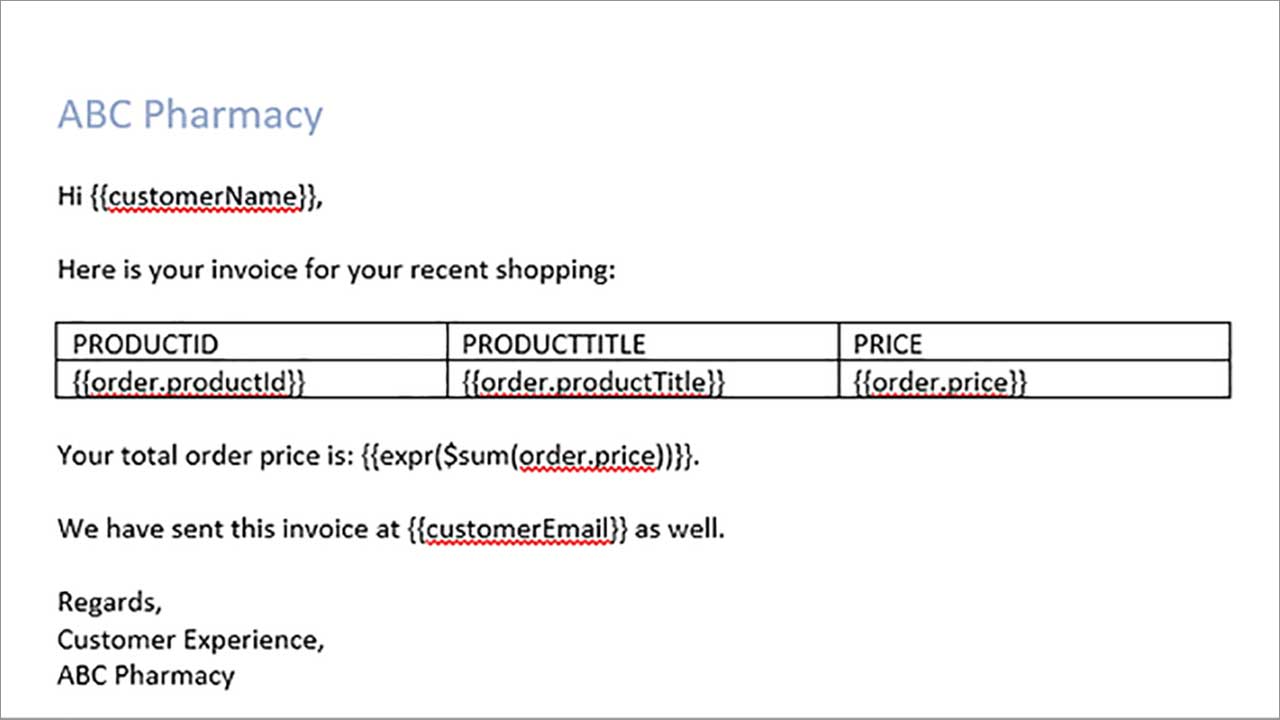 ABC Pharmacy
Hi {{customerName}},
Here is your invoice for your recent shopping:
PRODUCTID PRODUCTTITLE PRICE
{{order.productId}} {{order.productTitle}} {{order.price}}
Your total order price is: {{expr($sum(order.price))}}.
We have sent this invoice at {{customerEmail}} as well.
Regards,
Customer Experience,
ABC Pharmacy